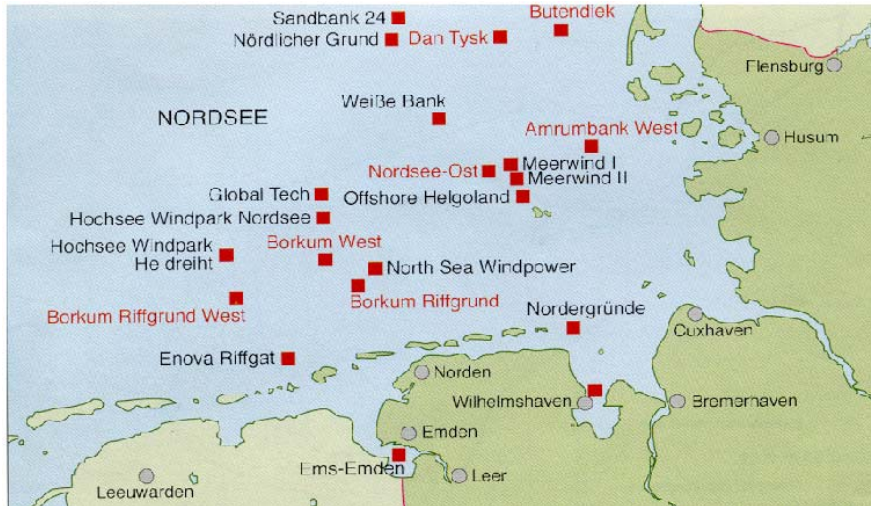 Sandbank 24
Butendiek
Nördlicher Grund
Dan Tysk
Flensburg
Weiße Bank
NORDSEE
Amrumbank West
Husum
Meerwind I
Nordsee-Ost
Meerwind II
Global Tech
Offshore Helgoland
Hochsee Windpark Nordsee
Hochsee Windpark
He dreiht
Borkum West
North Sea Windpower
Borkum Riffgrund West
Borkum Riffgrund
Nordergründe
Cuxhaven
Enova Riffgat
Norden
Wilhelmshaven
Bremerhaven
Emden
Ems-Emden
Leer
Leeuwarden